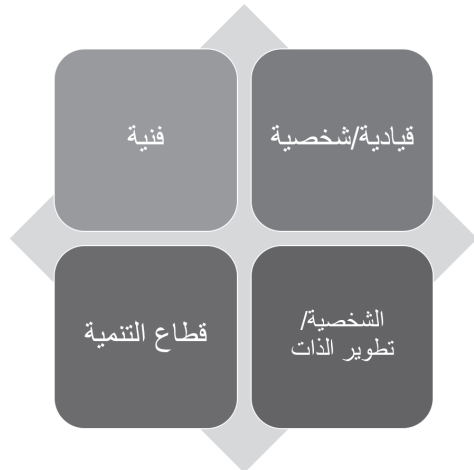 قيادية/شخصية
فنية
الشخصية/
تطوير الذات
قطاع التنمية